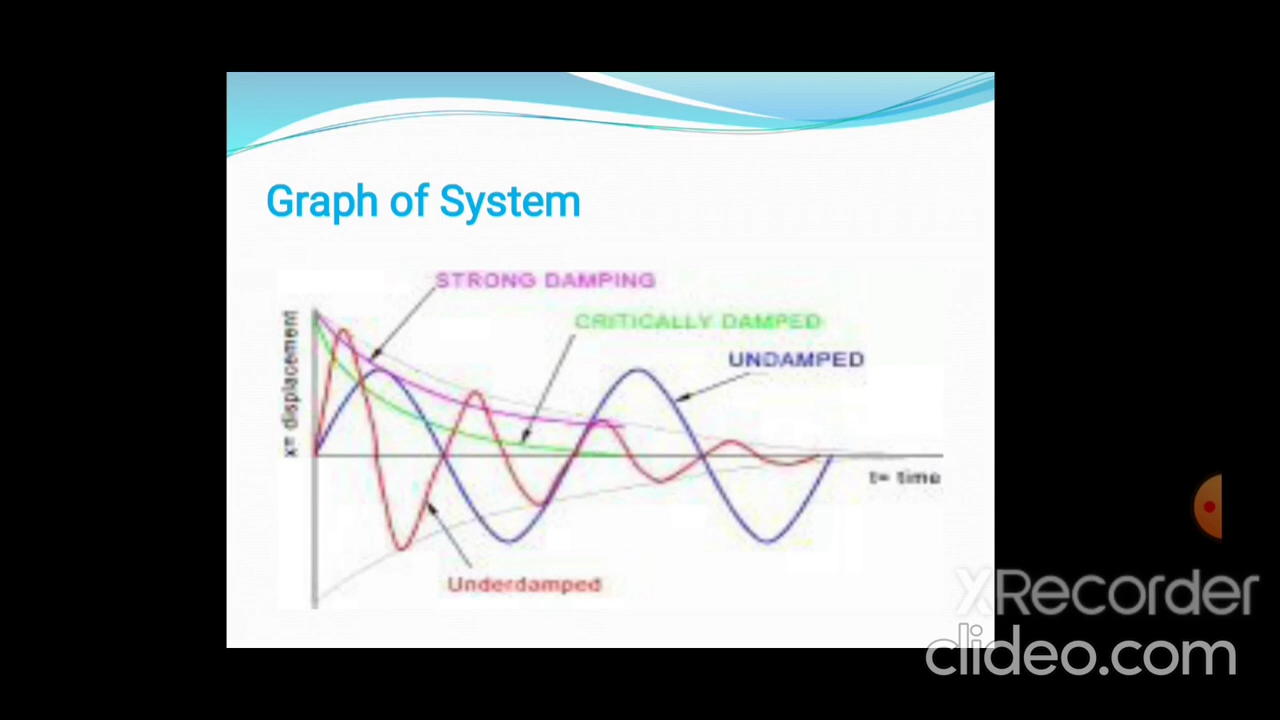 Graph of System
STRONG DAMPING
CRITICALLY DAMPED
UNDAMPED
x= displacement
t= time
Underdamped
XRecorder
clideo.com